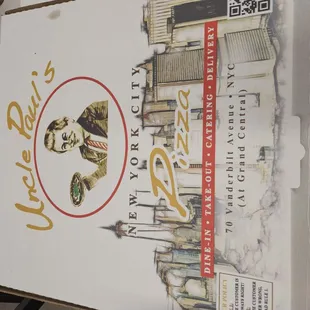 Uncle Paul's
NEW YORK CITY
Pizza
DINE-IN • TAKE-OUT • CATERING • DELIVERY
70 Vanderbilt Avenue • NYC
(At Grand Central)